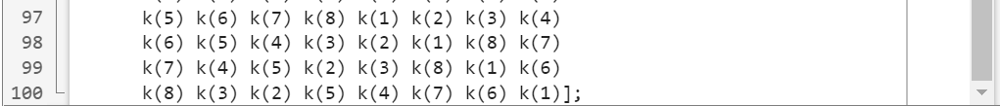 97 k(5) k(6) k(7) k(8) k(1) k(2) k(3) k(4)
98 k(6) k(5) k(4) k(3) k(2) k(1) k(8) k(7)
99 k(7) k(4) k(5) k(2) k(3) k(8) k(1) k(6)
100 k(8) k(3) k(2) k(5) k(4) k(7) k(6) k(1)];